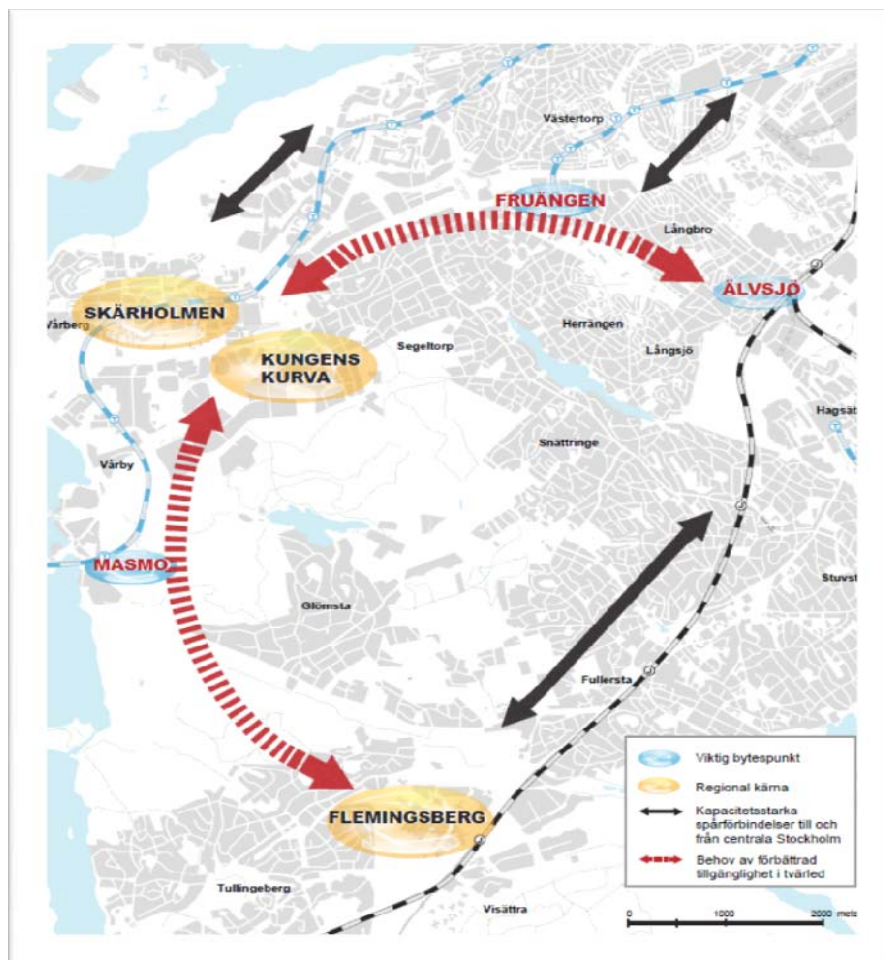 Västertorp
FRUÄNGEN
Långbro
ÄLVSJÖ
SKÄRHOLMEN
Vårberg
Herrängen
Segeltorp
KUNGENS
KURVA
Långsjö
Hagsät
Snättringe
Vårby
MASMO
Stuvst
Glömsta
Fullersta
Viktig bytespunkt
Regional kärna
Kapacitetsstarka
spårförbindelser till och
från centrala Stockholm
Behov av förbättrad
tillgänglighet i tvärled
FLEMINGSBERG
Tullingeberg
Visättra
0 1000 2000 meter